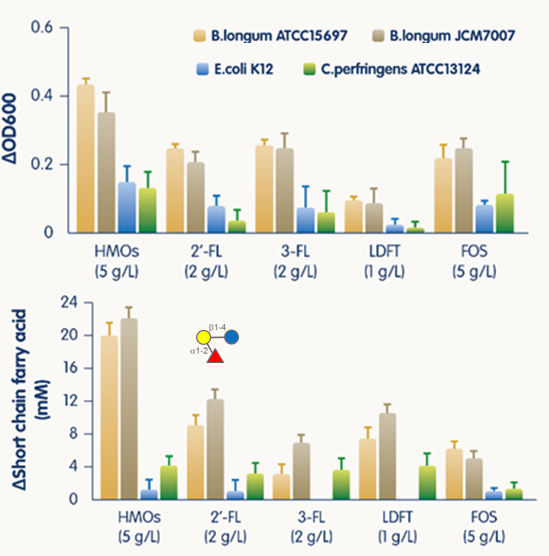 0.6
B.longum ATCC15697
B.longum JCM7007
E.coli K12
C.perfringens ATCC13124
0.4
ΔOD600
0.2
0
HMOs
(5 g/L)
2'-FL
(2 g/L)
3-FL
(2 g/L)
LDFT
(1 g/L)
FOS
(5 g/L)
24
20
16
12
8
4
0
ΔShort chain farry acid
(mM)
β1-4
α1-2
HMOs
(5 g/L)
2'-FL
(2 g/L)
3-FL
(2 g/L)
LDFT
(1 g/L)
FOS
(5 g/L)